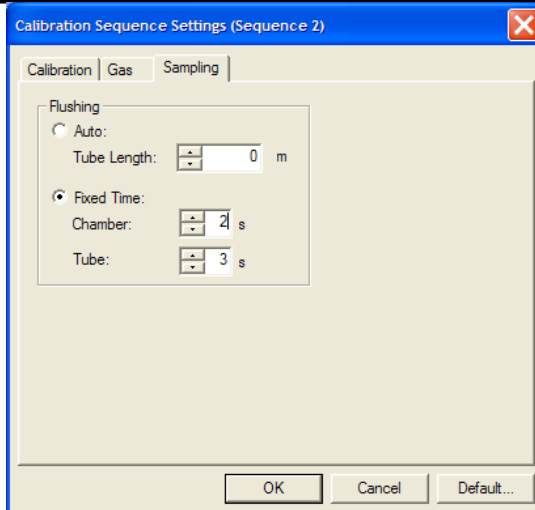 Calibration Sequence Settings (Sequence 2)
Calibration Gas Sampling
Flushing
Auto:
Tube Length: 0 m
Fixed Time:
Chamber: 2 s
Tube: 3 s
OK Cancel Default...